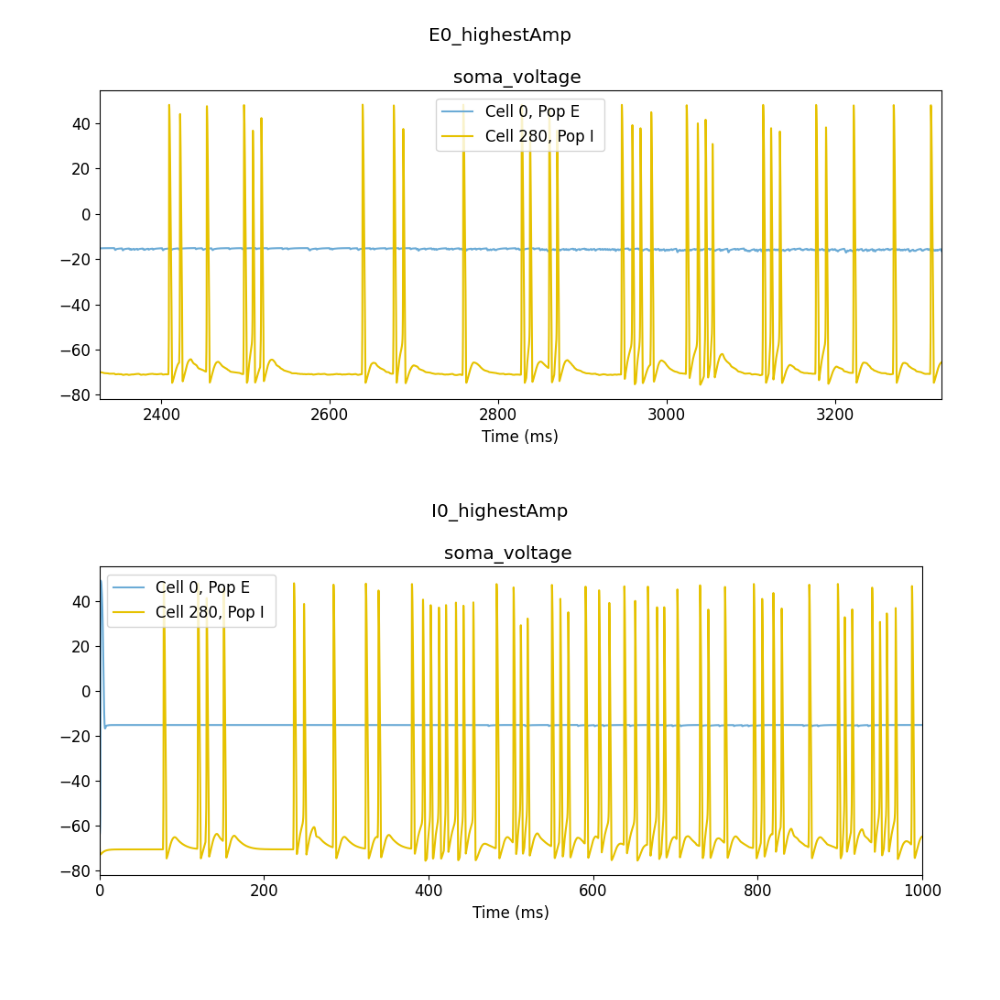 E0_highestAmp
soma_voltage
Cell 0, Pop E
Cell 280, Pop I
40
20
0
−20
−40
−60
−80
2400 2600 2800 3000 3200
Time (ms)
I0_highestAmp
soma_voltage
Cell 0, Pop E
Cell 280, Pop I
40
20
0
−20
−40
−60
−80
0 200 400 600 800 1000
Time (ms)